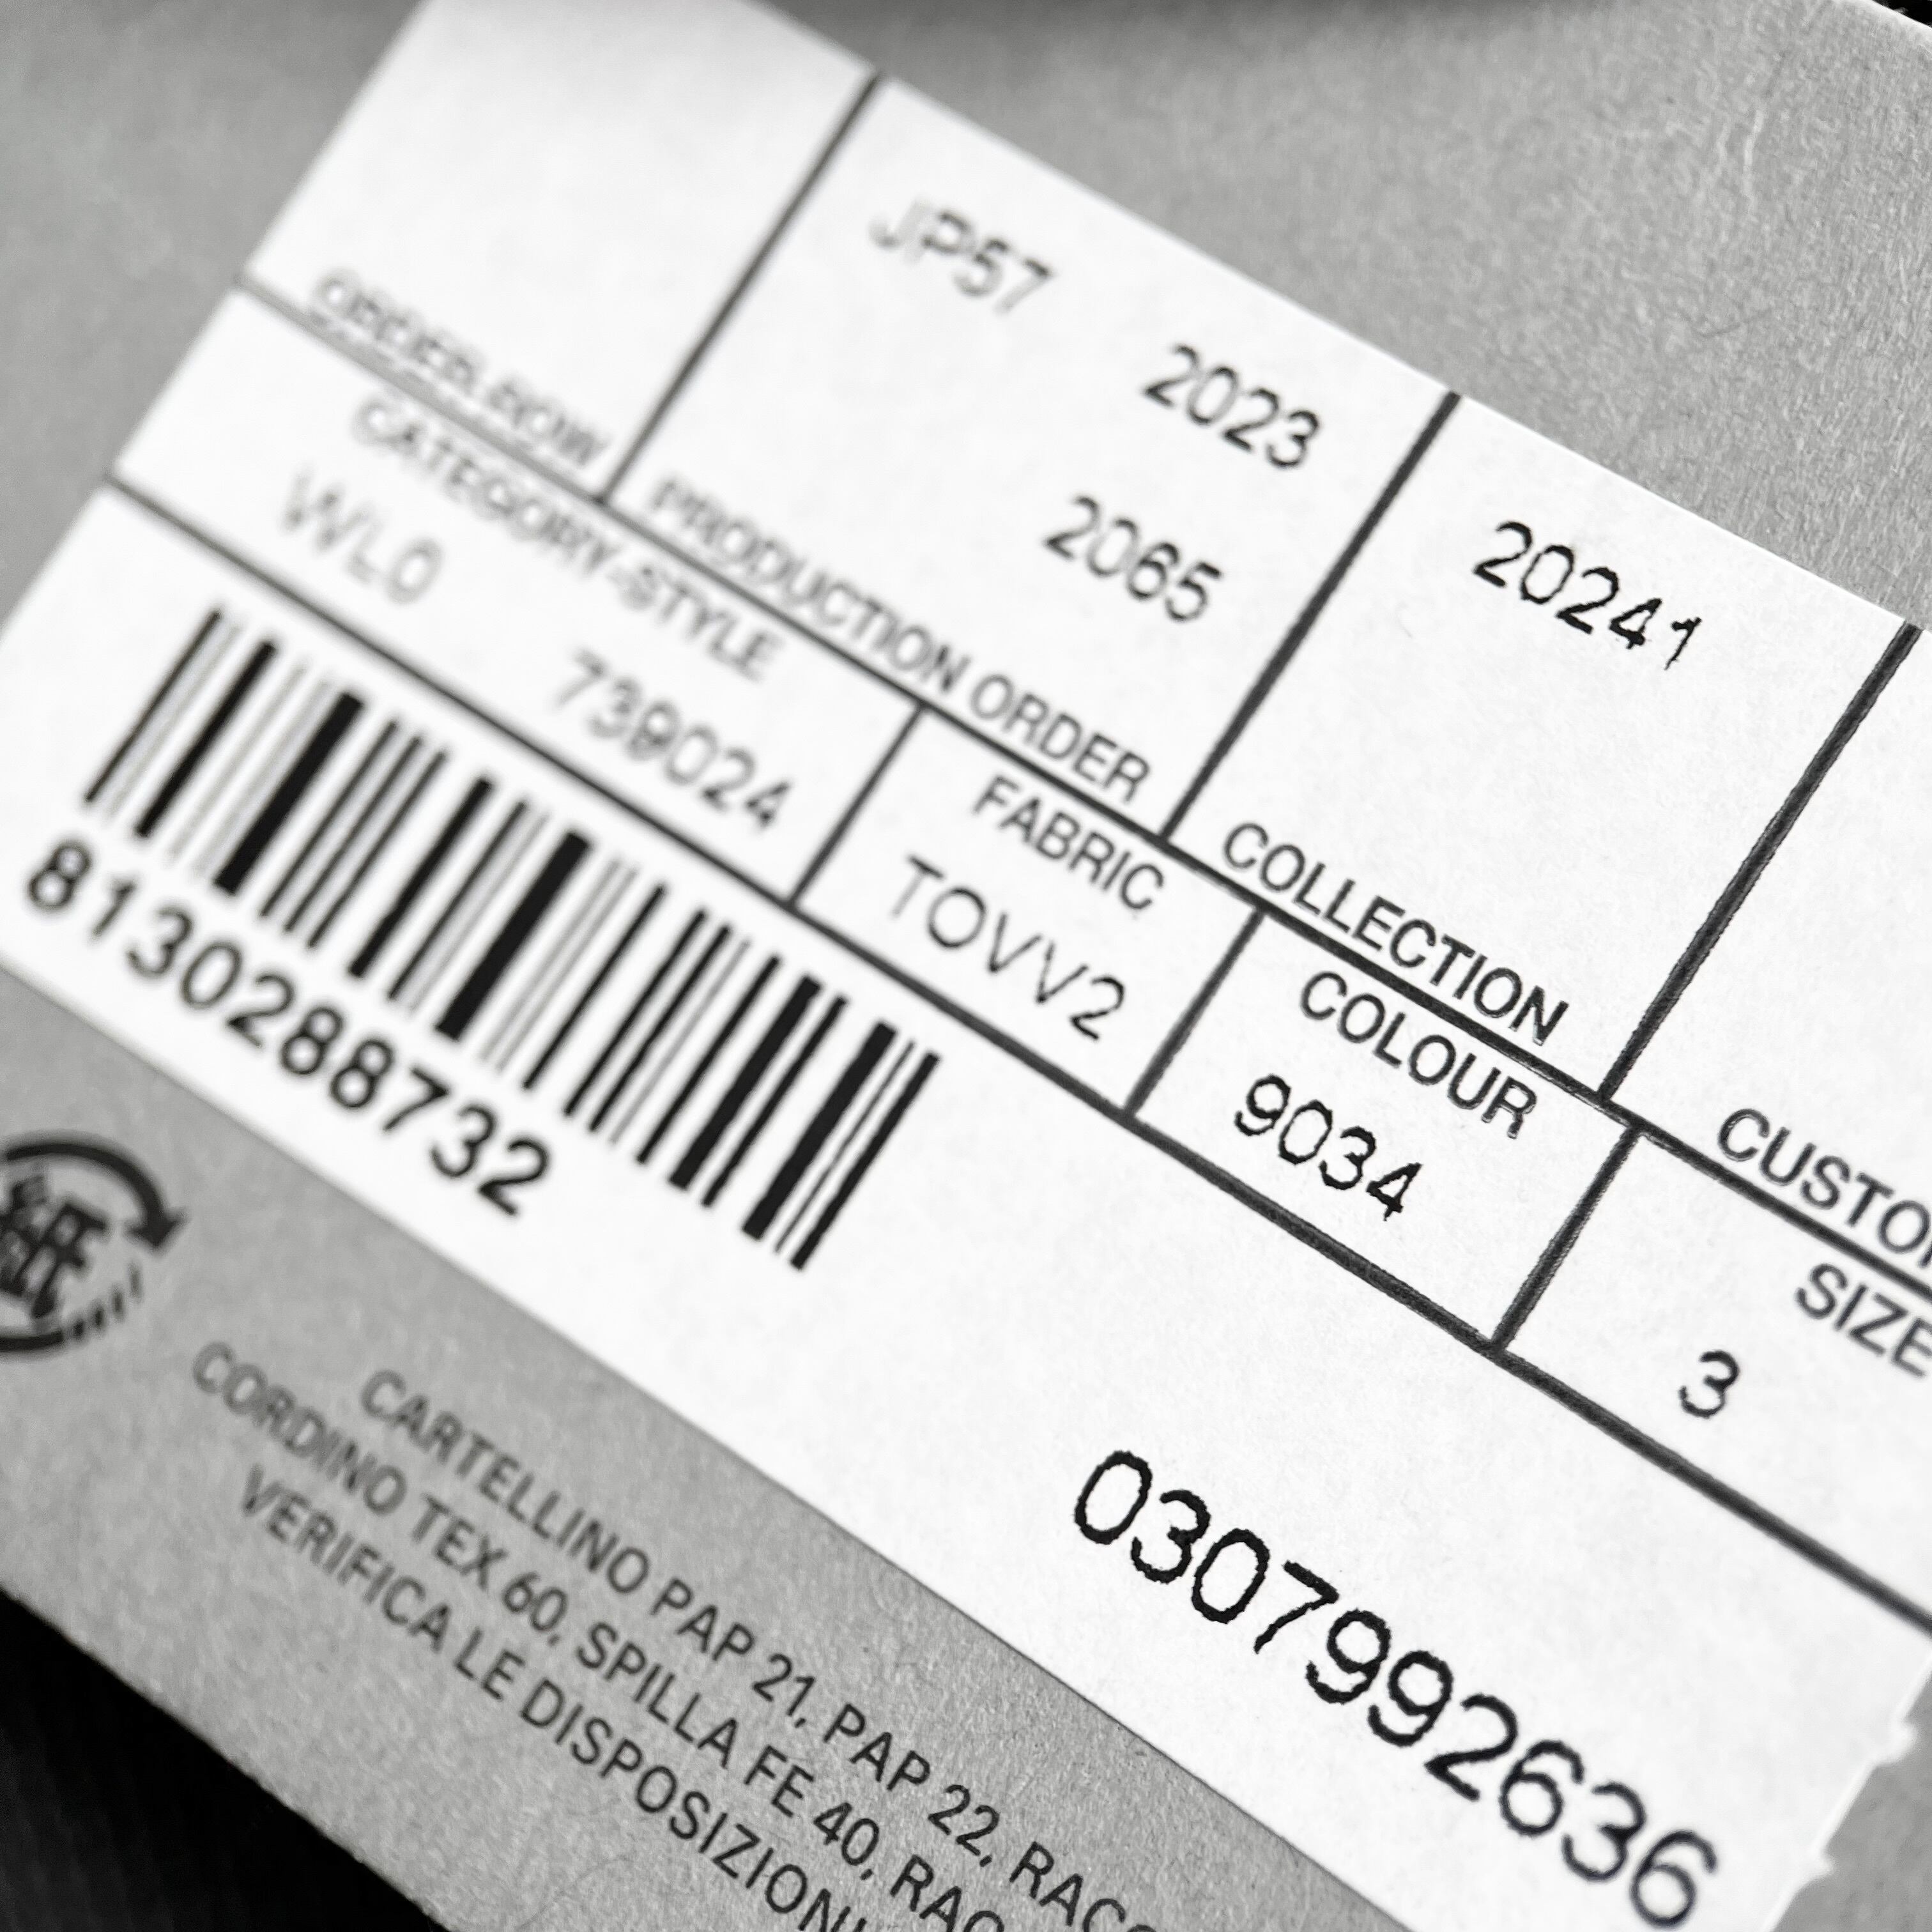 JP57 2023
2065
20241
ORDER ROW
PRODUCTION ORDER
COLLECTION
CATEGORY-STYLE
WL0 739024
FABRIC
TOVV2
COLOUR
9034
SIZE
3
8130288732
0307992636
紙
CARTELLINO PAP 21, PAP 22,
CORDINO TEX 60, SPILLA FE 40,
VERIFICA LE DISPOSIZIONI